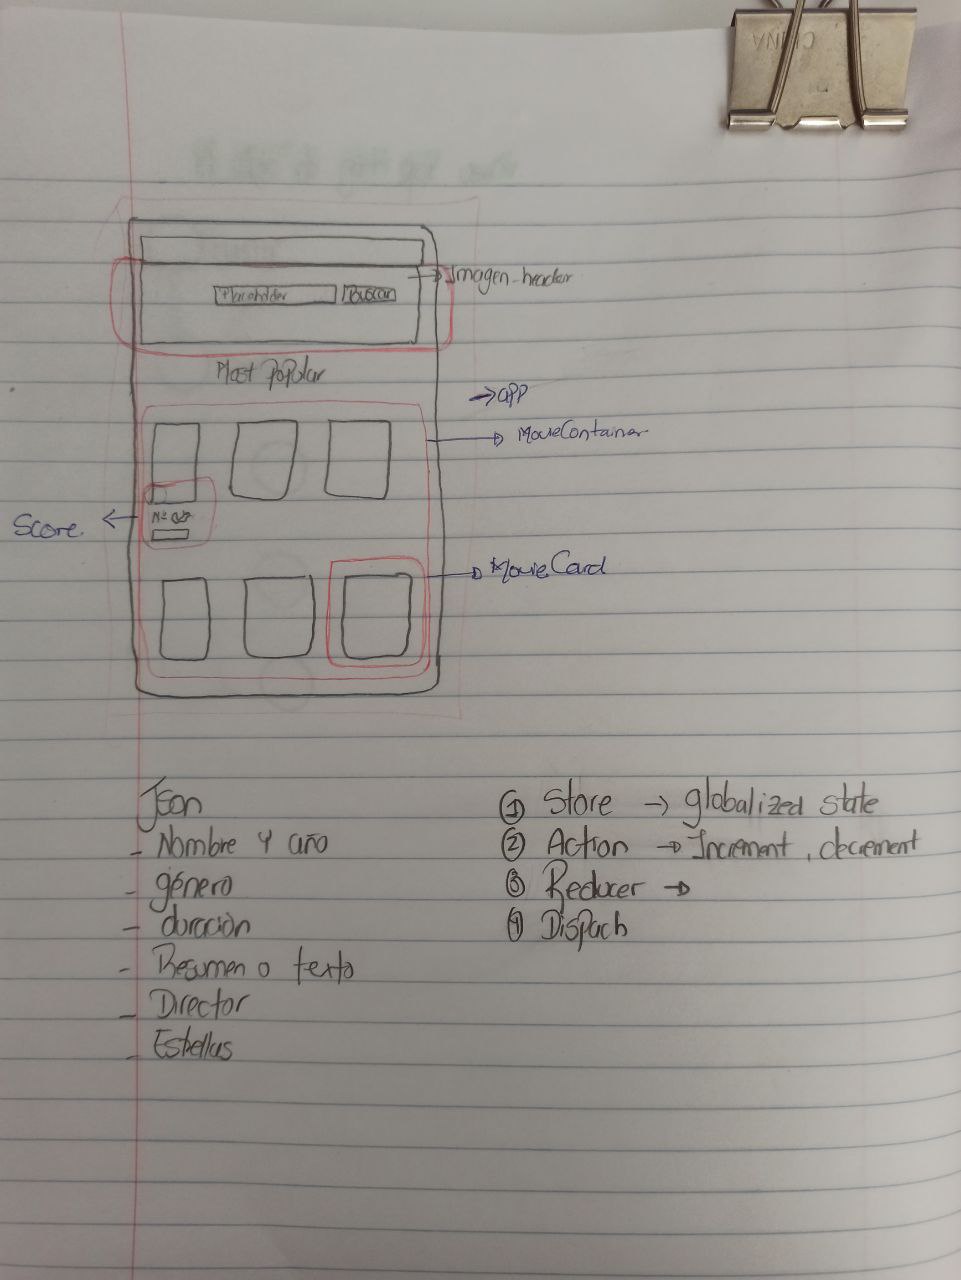 CHINA
→ Imagen-header
Placeholder
Buscar
Most Popular
→ app
→ MovieContainer
Score ←
→ MovieCard
Json
- Nombre y año
- género
- duración
- Resumen o texto
- Director
- Estrellas
① Store → globalized state
② Action → Increment, decrement
③ Reducer →
④ Dispach